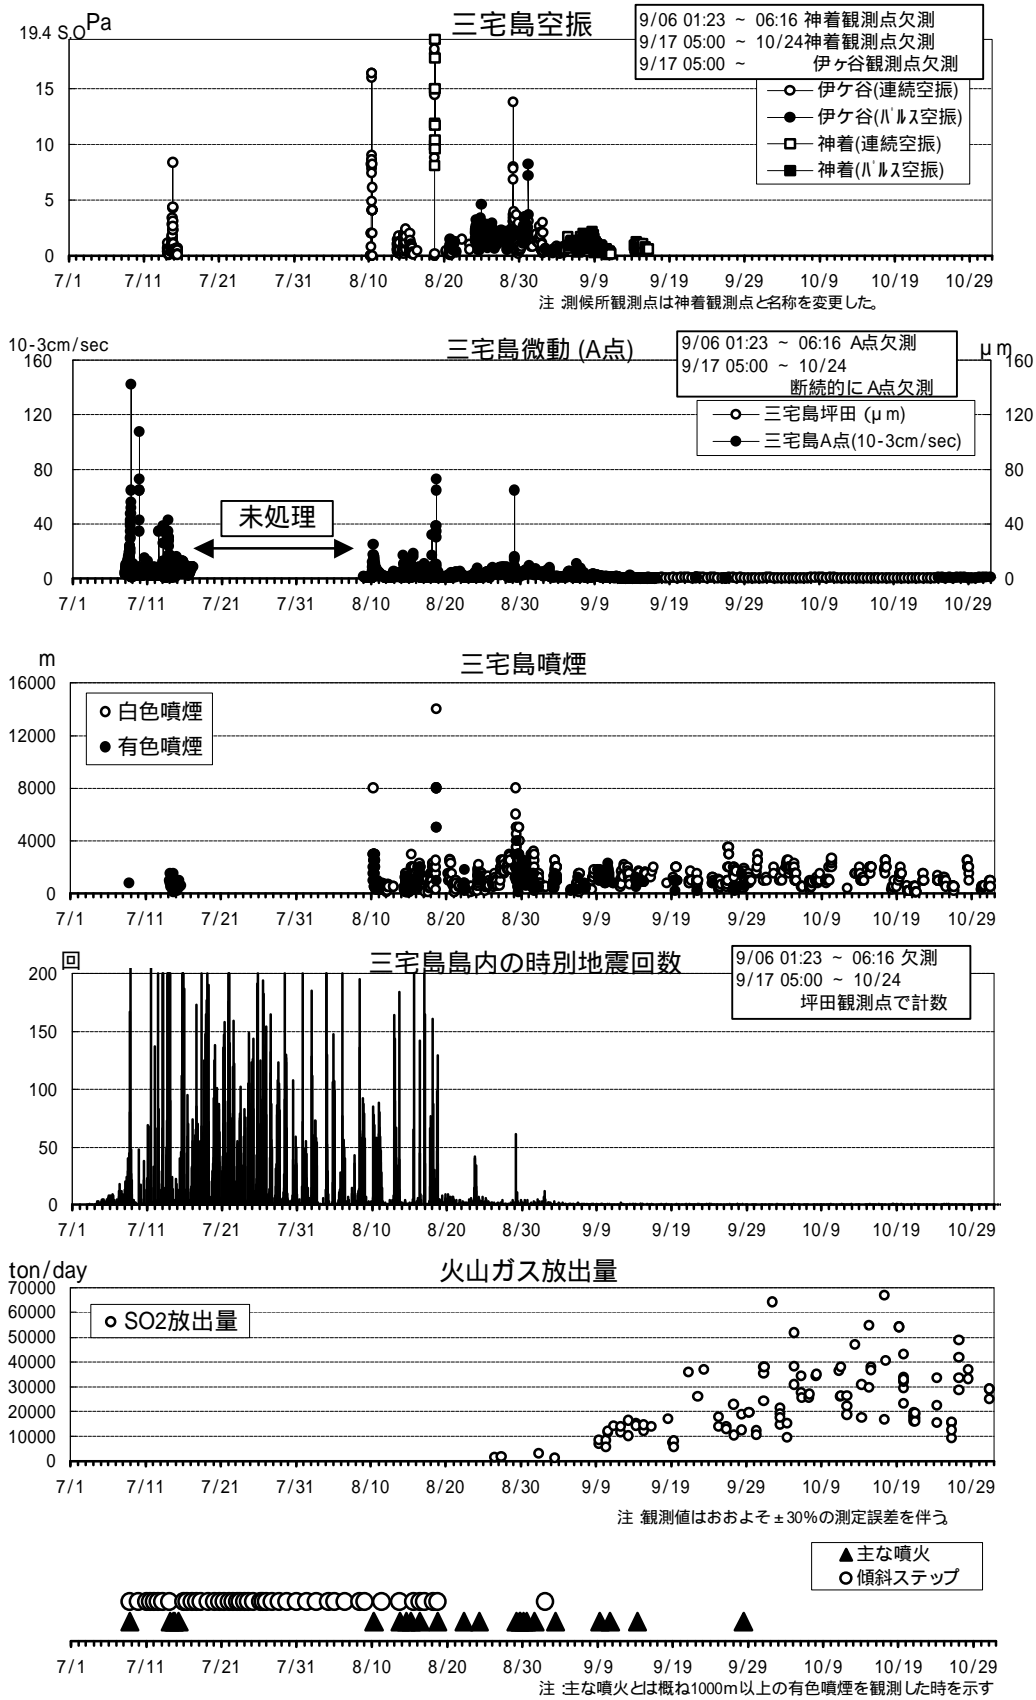 三宅島空振
19.4 S.O Pa
9/06 01:23 ~ 06:16 神着観測点欠測
9/17 05:00 ~ 10/24神着観測点欠測
9/17 05:00 ~ 伊ヶ谷観測点欠測
伊ケ谷(連続空振)
伊ケ谷(パルス空振)
神着(連続空振)
神着(パルス空振)
15
10
5
0
7/1 7/11 7/21 7/31 8/10 8/20 8/30 9/9 9/19 9/29 10/9 10/19 10/29
注 :測候所観測点は神着観測点と名称を変更した。
三宅島微動 (A点)
10-3cm/sec
μm
9/06 01:23 ~ 06:16 A点欠測
9/17 05:00 ~ 10/24
断続的にA点欠測
三宅島坪田 (μm)
三宅島A点(10-3cm/sec)
未処理
160 160
120 120
80 80
40 40
0 0
7/1 7/11 7/21 7/31 8/10 8/20 8/30 9/9 9/19 9/29 10/9 10/19 10/29
三宅島噴煙
m
白色噴煙
有色噴煙
16000
12000
8000
4000
0
7/1 7/11 7/21 7/31 8/10 8/20 8/30 9/9 9/19 9/29 10/9 10/19 10/29
三宅島島内の時別地震回数
回
9/06 01:23 ~ 06:16 欠測
9/17 05:00 ~ 10/24
坪田観測点で計数
200
150
100
50
0
7/1 7/11 7/21 7/31 8/10 8/20 8/30 9/9 9/19 9/29 10/9 10/19 10/29
火山ガス放出量
ton/day
SO2放出量
70000
60000
50000
40000
30000
20000
10000
0
7/1 7/11 7/21 7/31 8/10 8/20 8/30 9/9 9/19 9/29 10/9 10/19 10/29
注 :観測値はおおよそ±30%の測定誤差を伴う。
主な噴火
傾斜ステップ
7/1 7/11 7/21 7/31 8/10 8/20 8/30 9/9 9/19 9/29 10/9 10/19 10/29
注 :主な噴火とは概ね1000m以上の有色噴煙を観測した時を示す